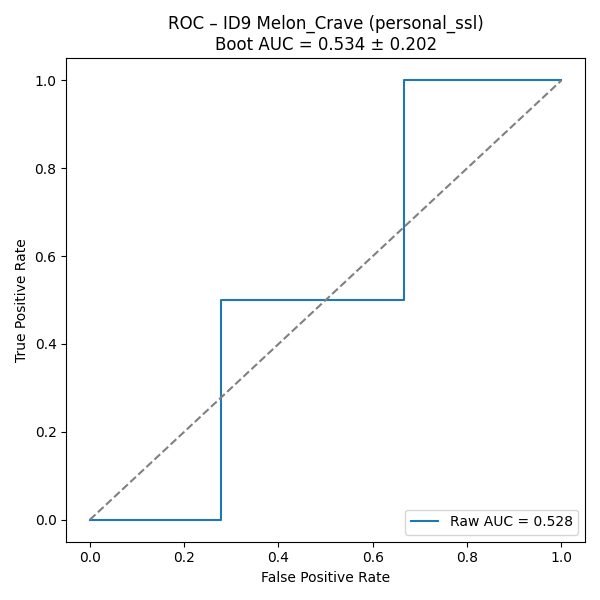 ROC – ID9 Melon_Crave (personal_ssl)
Boot AUC = 0.534 ± 0.202
True Positive Rate
1.0
0.8
0.6
0.4
0.2
0.0
Raw AUC = 0.528
0.0 0.2 0.4 0.6 0.8 1.0
False Positive Rate